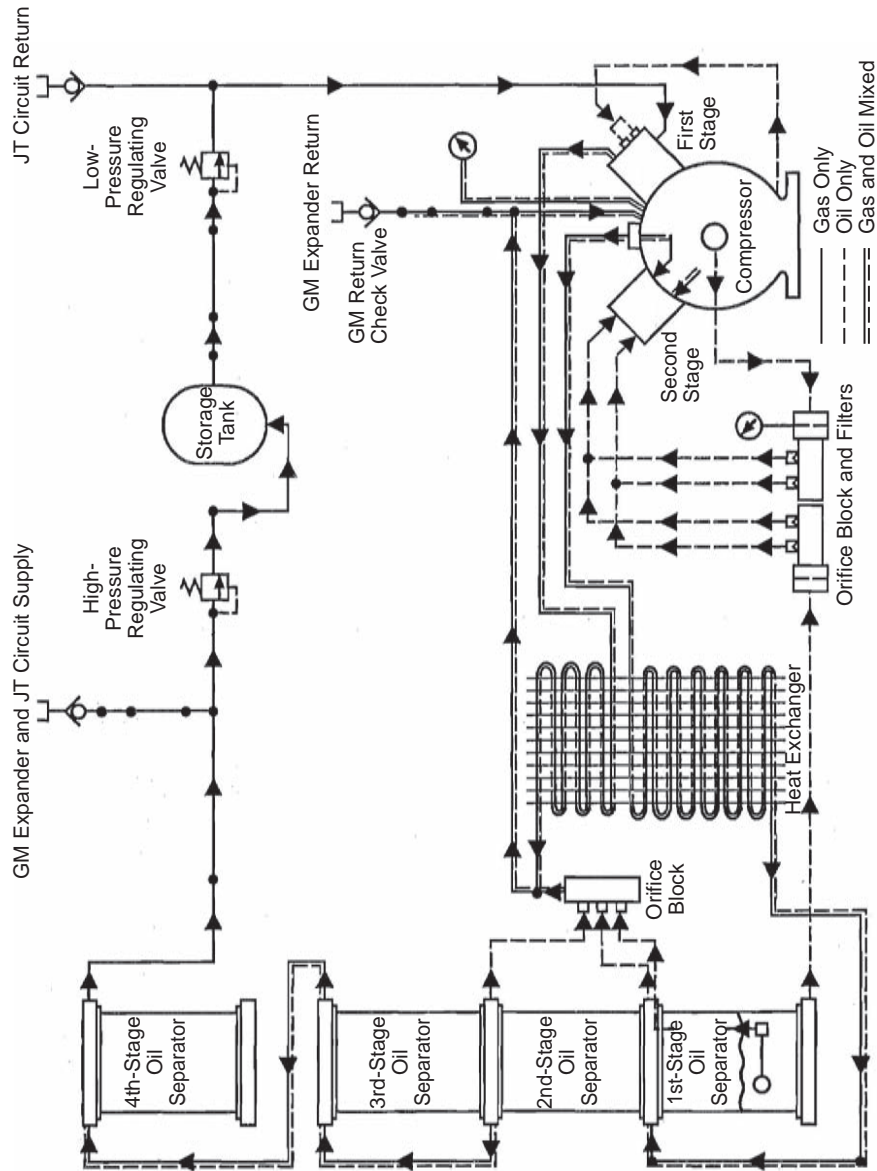 JT Circuit Return
Low-
Pressure
Regulating
Valve
GM Expander Return
GM Return
Check Valve
Storage
Tank
GM Expander and JT Circuit Supply
High-
Pressure
Regulating
Valve
First
Stage
Compressor
Second
Stage
Gas Only
Oil Only
Gas and Oil Mixed
Orifice Block and Filters
Heat Exchanger
Orifice
Block
4th-Stage
Oil
Separator
3rd-Stage
Oil
Separator
2nd-Stage
Oil
Separator
1st-Stage
Oil
Separator